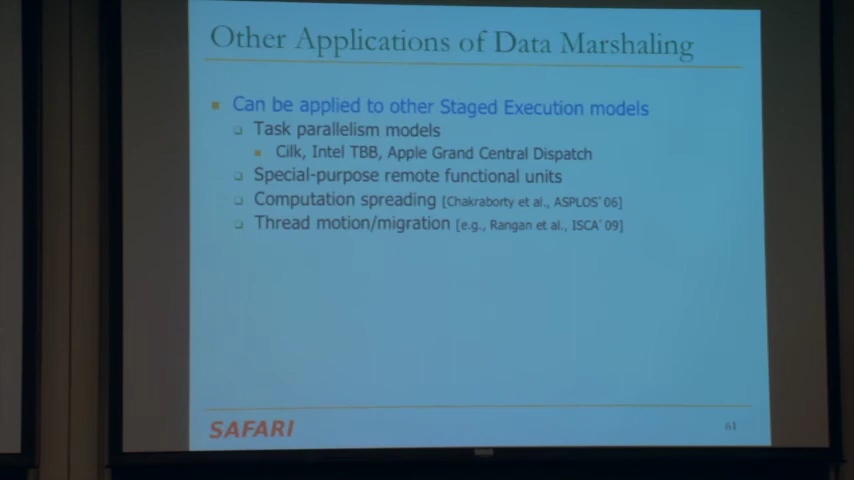 Other Applications of Data Marshaling
Can be applied to other Staged Execution models
Task parallelism models
Cilk, Intel TBB, Apple Grand Central Dispatch
Special-purpose remote functional units
Computation spreading [Chakraborty et al., ASPLOS'06]
Thread motion/migration [e.g., Rangan et al., ISCA'09]
SAFARI
61